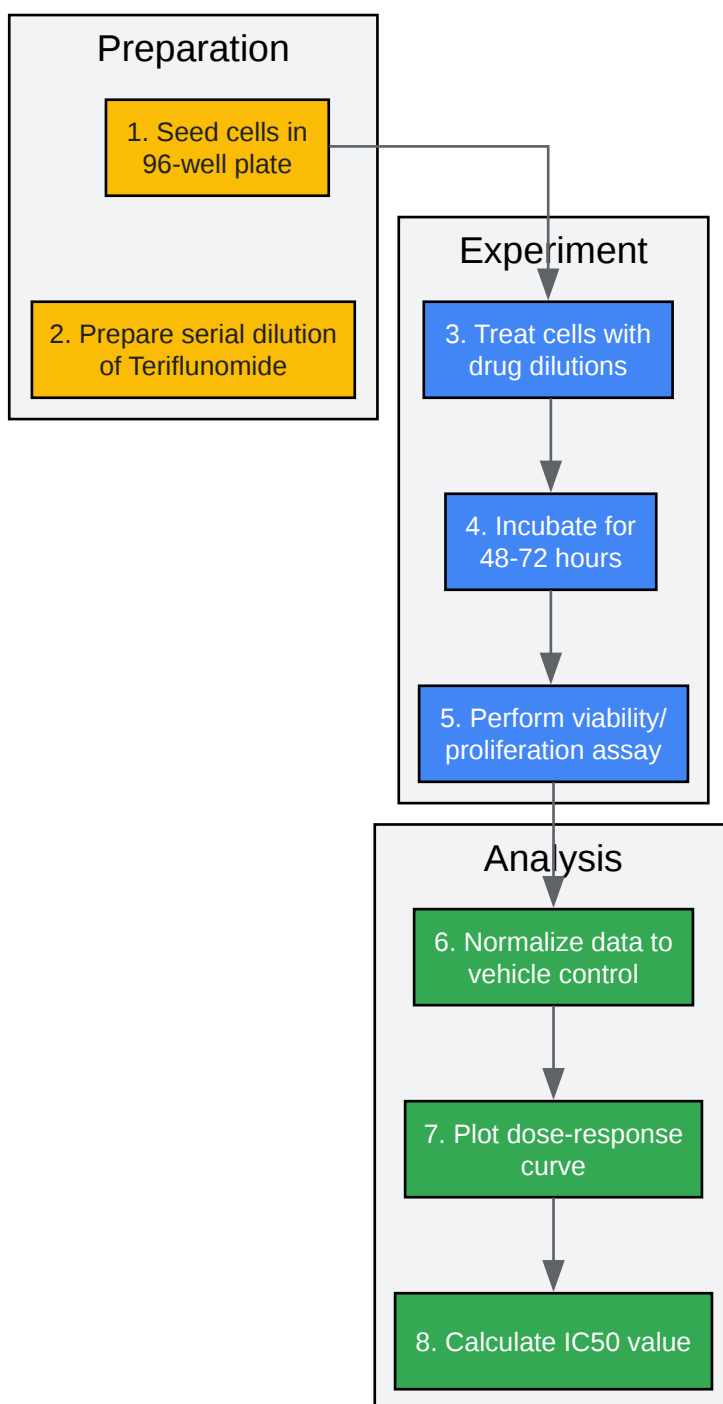 Preparation
1. Seed cells in
96-well plate
2. Prepare serial dilution
of Teriflunomide
Experiment
3. Treat cells with
drug dilutions
4. Incubate for
48-72 hours
5. Perform viability/
proliferation assay
Analysis
6. Normalize data to
vehicle control
7. Plot dose-response
curve
8. Calculate IC50 value